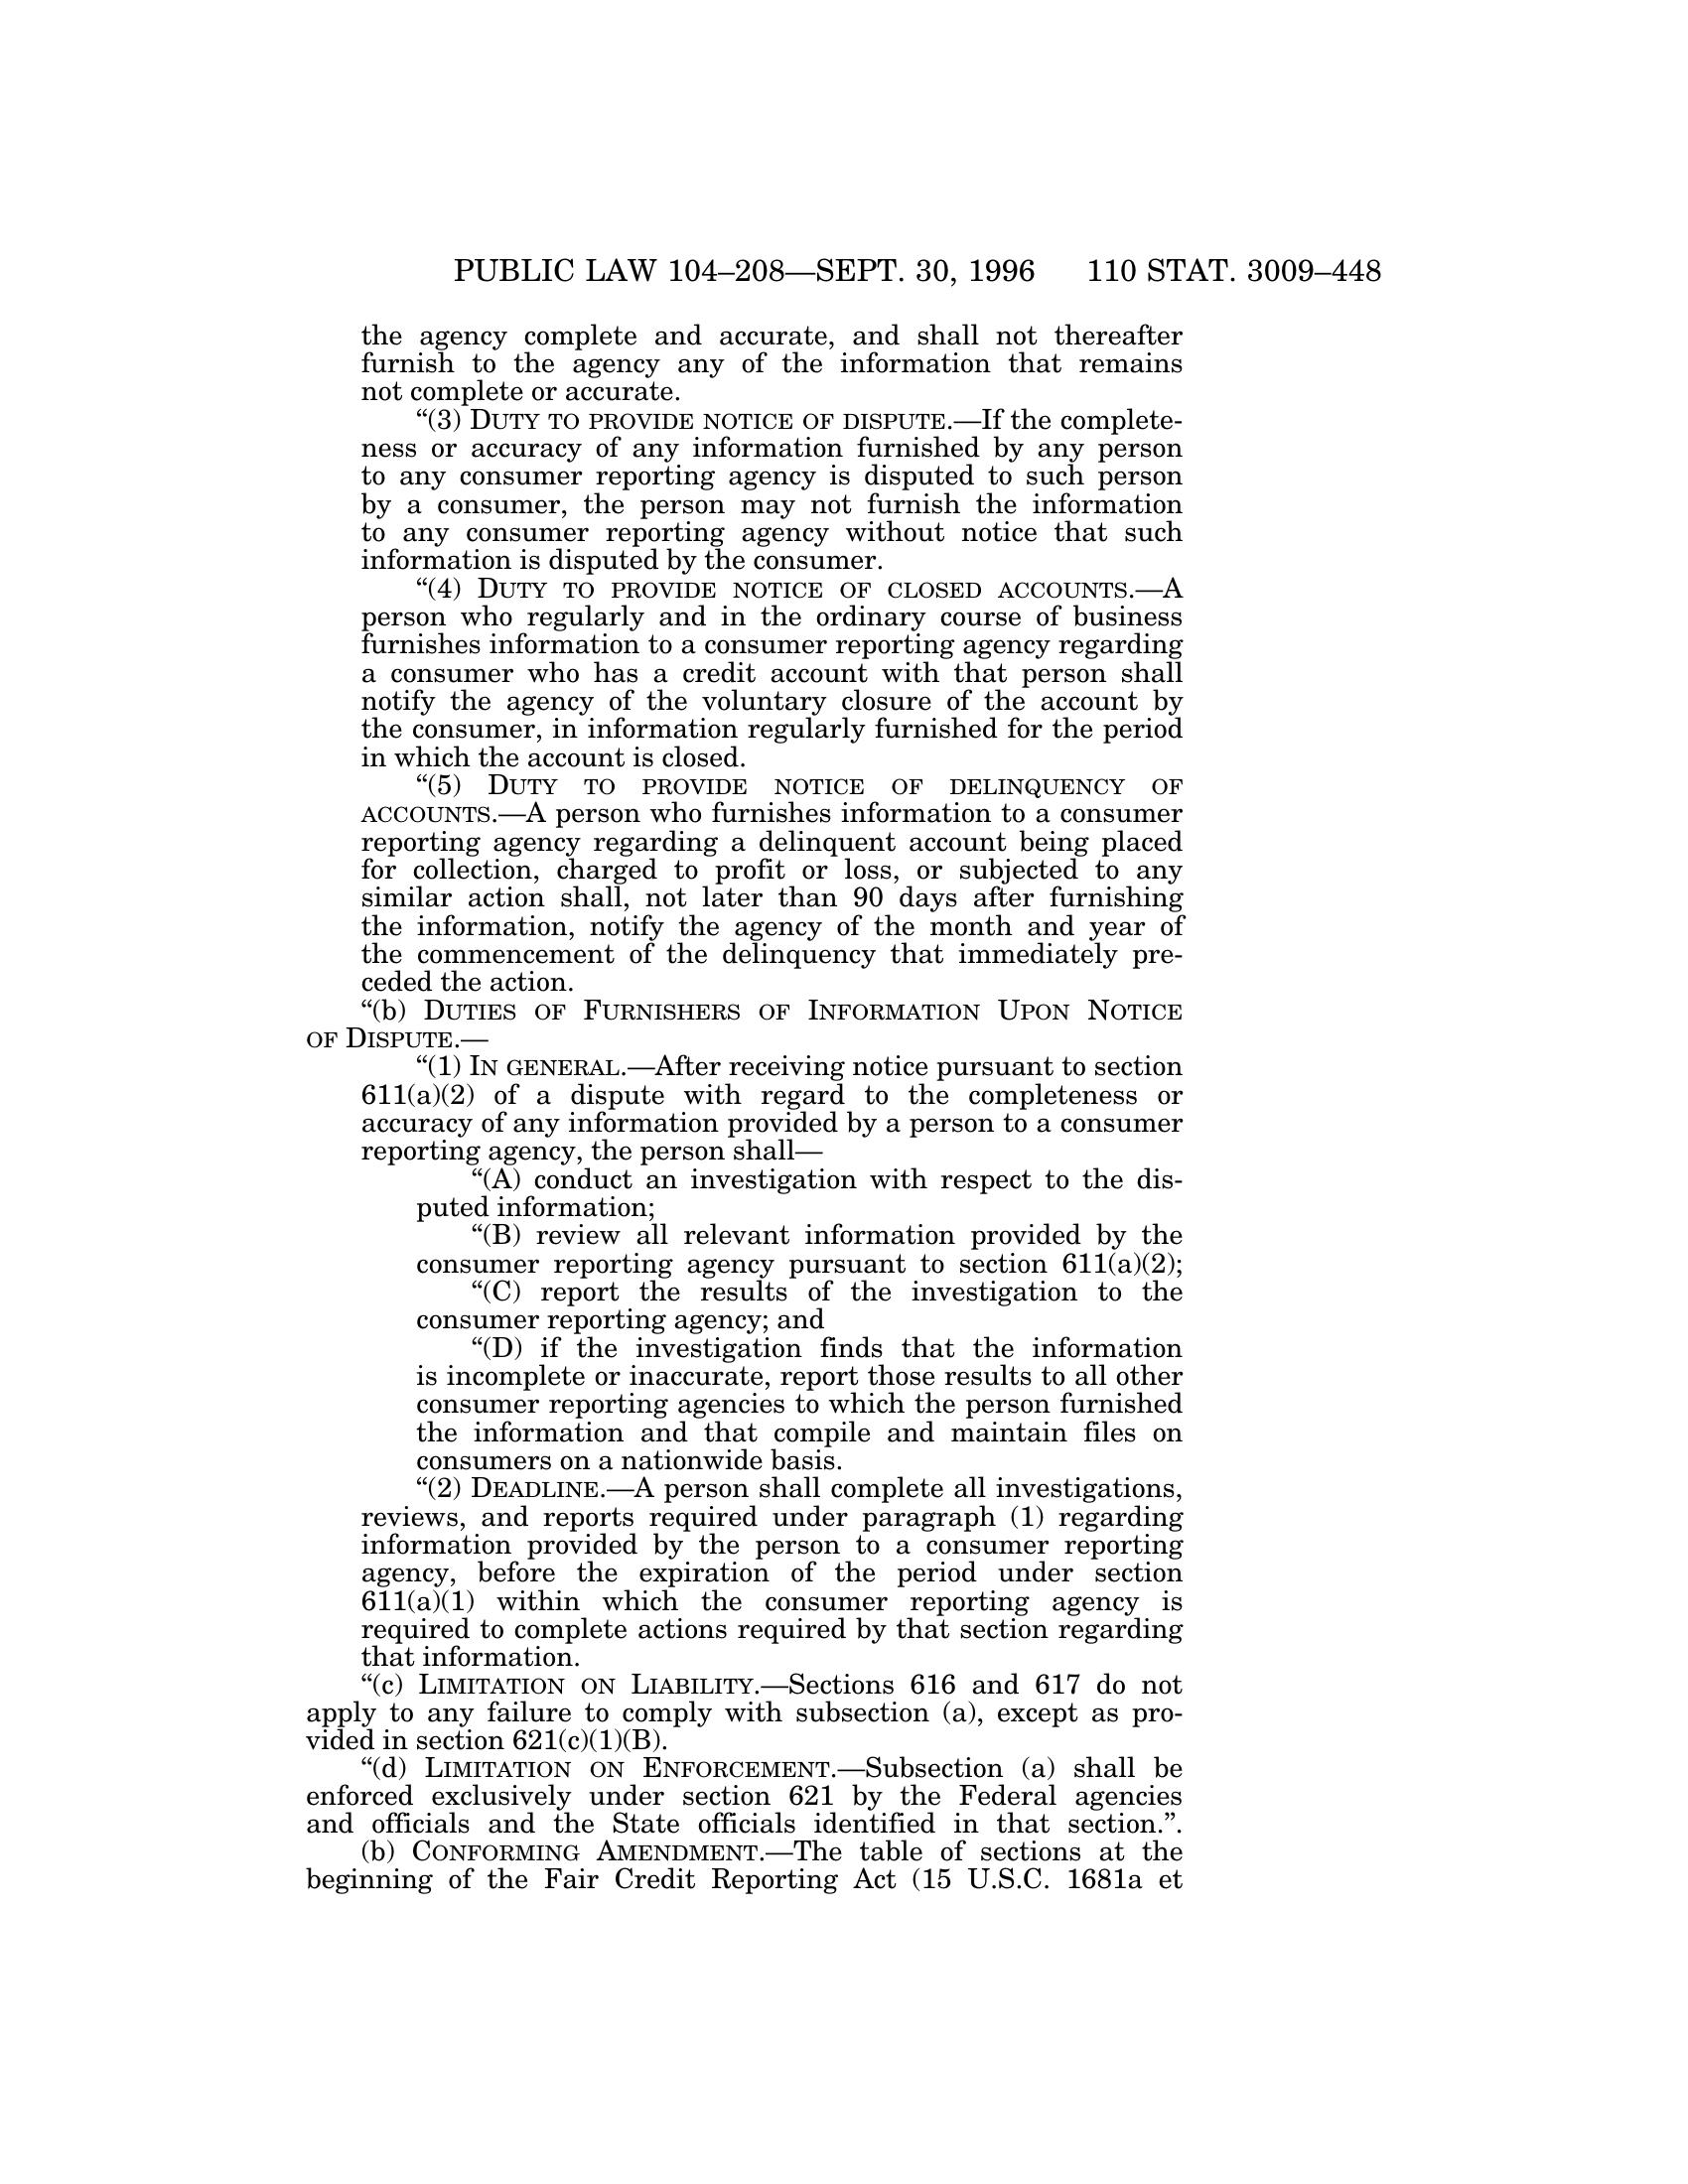 PUBLIC LAW 104–208—SEPT. 30, 1996 110 STAT. 3009–448
the agency complete and accurate, and shall not thereafter
furnish to the agency any of the information that remains
not complete or accurate.
“(3) DUTY TO PROVIDE NOTICE OF DISPUTE.—If the complete-
ness or accuracy of any information furnished by any person
to any consumer reporting agency is disputed to such person
by a consumer, the person may not furnish the information
to any consumer reporting agency without notice that such
information is disputed by the consumer.
“(4) DUTY TO PROVIDE NOTICE OF CLOSED ACCOUNTS.—A
person who regularly and in the ordinary course of business
furnishes information to a consumer reporting agency regarding
a consumer who has a credit account with that person shall
notify the agency of the voluntary closure of the account by
the consumer, in information regularly furnished for the period
in which the account is closed.
“(5) DUTY TO PROVIDE NOTICE OF DELINQUENCY OF
ACCOUNTS.—A person who furnishes information to a consumer
reporting agency regarding a delinquent account being placed
for collection, charged to profit or loss, or subjected to any
similar action shall, not later than 90 days after furnishing
the information, notify the agency of the month and year of
the commencement of the delinquency that immediately pre-
ceded the action.
“(b) DUTIES OF FURNISHERS OF INFORMATION UPON NOTICE
OF DISPUTE.—
“(1) IN GENERAL.—After receiving notice pursuant to section
611(a)(2) of a dispute with regard to the completeness or
accuracy of any information provided by a person to a consumer
reporting agency, the person shall—
“(A) conduct an investigation with respect to the dis-
puted information;
“(B) review all relevant information provided by the
consumer reporting agency pursuant to section 611(a)(2);
“(C) report the results of the investigation to the
consumer reporting agency; and
“(D) if the investigation finds that the information
is incomplete or inaccurate, report those results to all other
consumer reporting agencies to which the person furnished
the information and that compile and maintain files on
consumers on a nationwide basis.
“(2) DEADLINE.—A person shall complete all investigations,
reviews, and reports required under paragraph (1) regarding
information provided by the person to a consumer reporting
agency, before the expiration of the period under section
611(a)(1) within which the consumer reporting agency is
required to complete actions required by that section regarding
that information.
“(c) LIMITATION ON LIABILITY.—Sections 616 and 617 do not
apply to any failure to comply with subsection (a), except as pro-
vided in section 621(c)(1)(B).
“(d) LIMITATION ON ENFORCEMENT.—Subsection (a) shall be
enforced exclusively under section 621 by the Federal agencies
and officials and the State officials identified in that section.”.
(b) CONFORMING AMENDMENT.—The table of sections at the
beginning of the Fair Credit Reporting Act (15 U.S.C. 1681a et